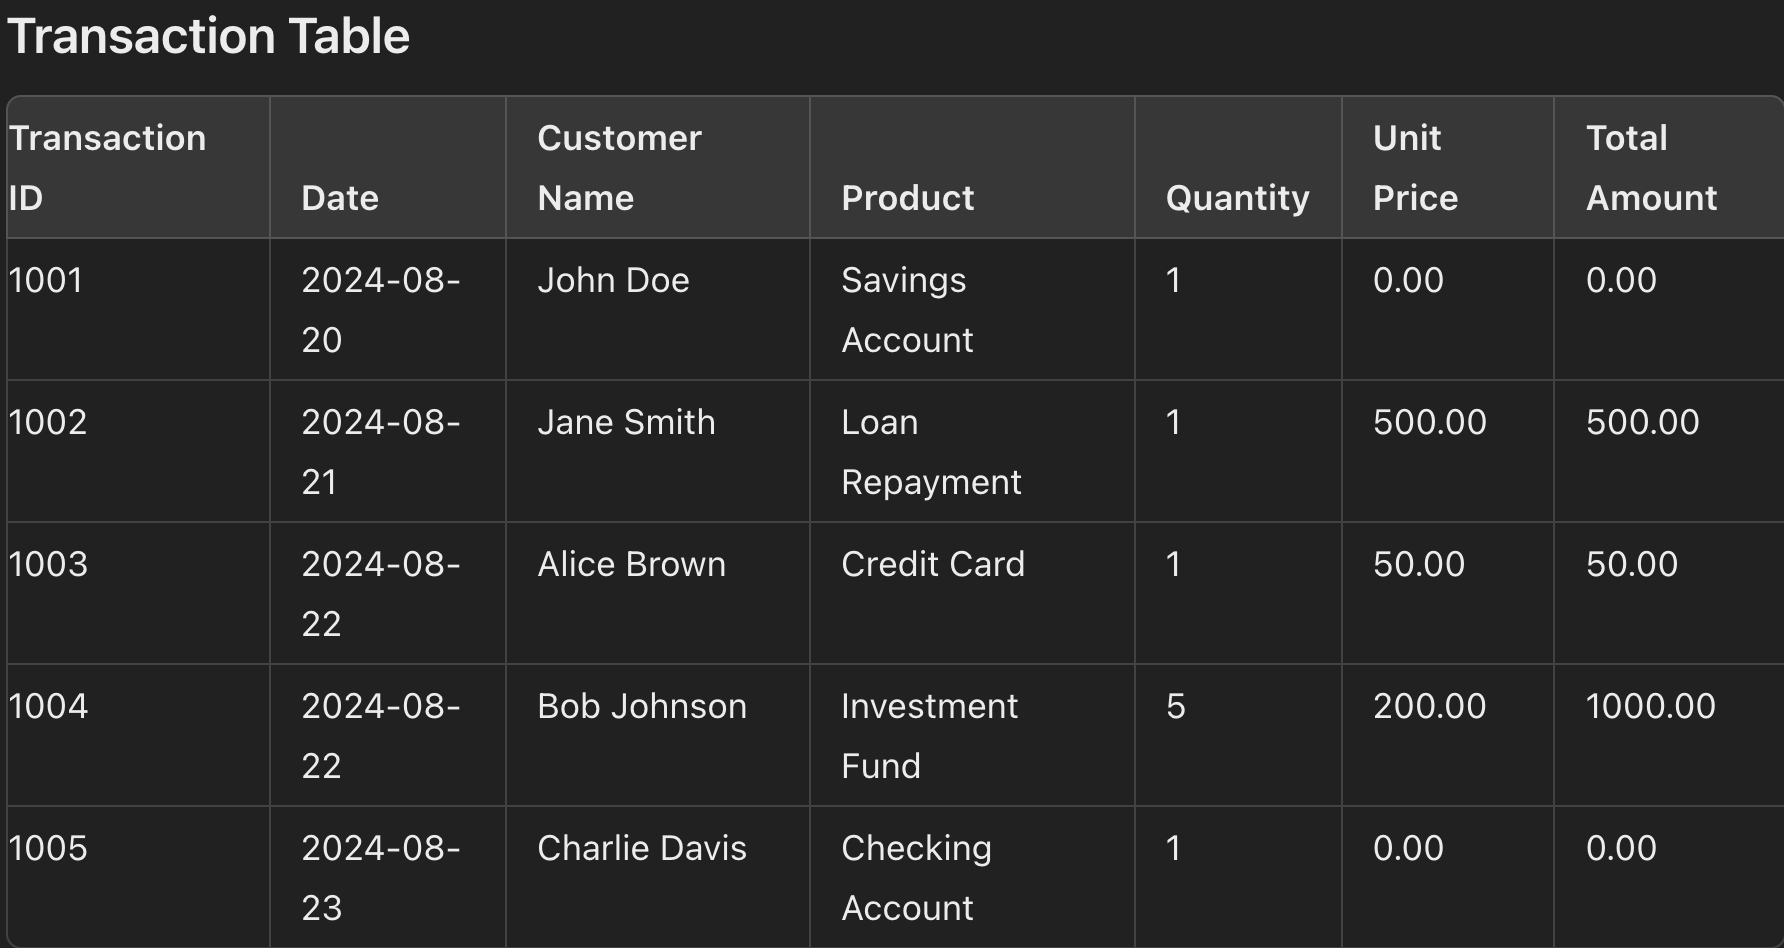 Transaction Table
Transaction ID Date Customer Name Product Quantity Unit Price Total Amount
1001 2024-08-20 John Doe Savings Account 1 0.00 0.00
1002 2024-08-21 Jane Smith Loan Repayment 1 500.00 500.00
1003 2024-08-22 Alice Brown Credit Card 1 50.00 50.00
1004 2024-08-22 Bob Johnson Investment Fund 5 200.00 1000.00
1005 2024-08-23 Charlie Davis Checking Account 1 0.00 0.00